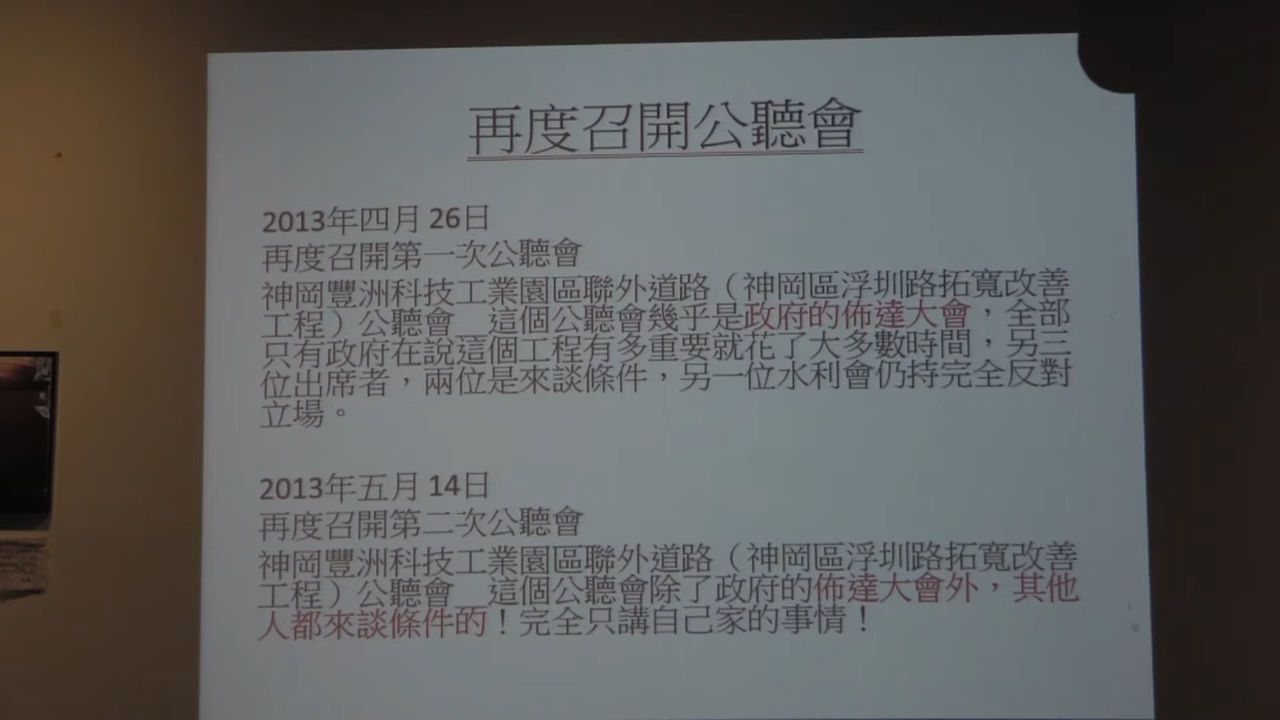 再度召開公聽會
2013年四月 26日
再度召開第一次公聽會
神岡豐洲科技工業園區聯外道路（神岡區浮圳路拓寬改善
工程）公聽會__這個公聽會幾乎是政府的佈達大會，全部
只有政府在說這個工程有多重要就花了大多數時間，另三
位出席者，兩位是來談條件，另一位水利會仍持完全反對
立場。
2013年五月 14日
再度召開第二次公聽會
神岡豐洲科技工業園區聯外道路（神岡區浮圳路拓寬改善
工程）公聽會__這個公聽會除了政府的佈達大會外，其他
人都來談條件的！完全只講自己家的事情！